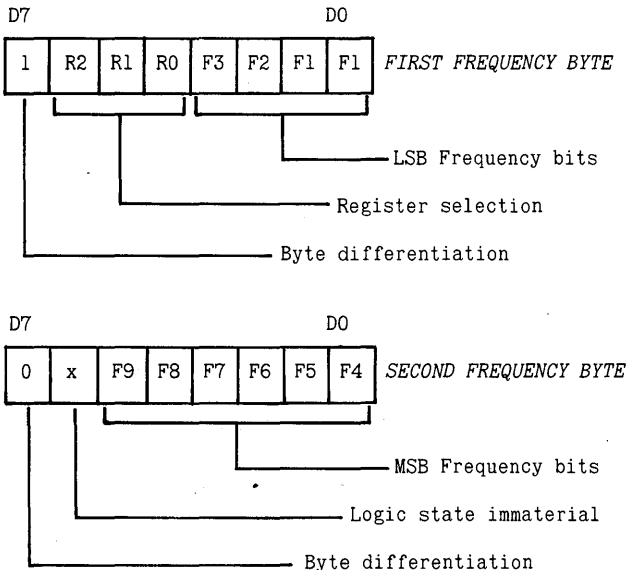 D7 D0
1 R2 R1 R0 F3 F2 F1 F1 FIRST FREQUENCY BYTE
LSB Frequency bits
Register selection
Byte differentiation
D7 D0
0 x F9 F8 F7 F6 F5 F4 SECOND FREQUENCY BYTE
MSB Frequency bits
Logic state immaterial
Byte differentiation